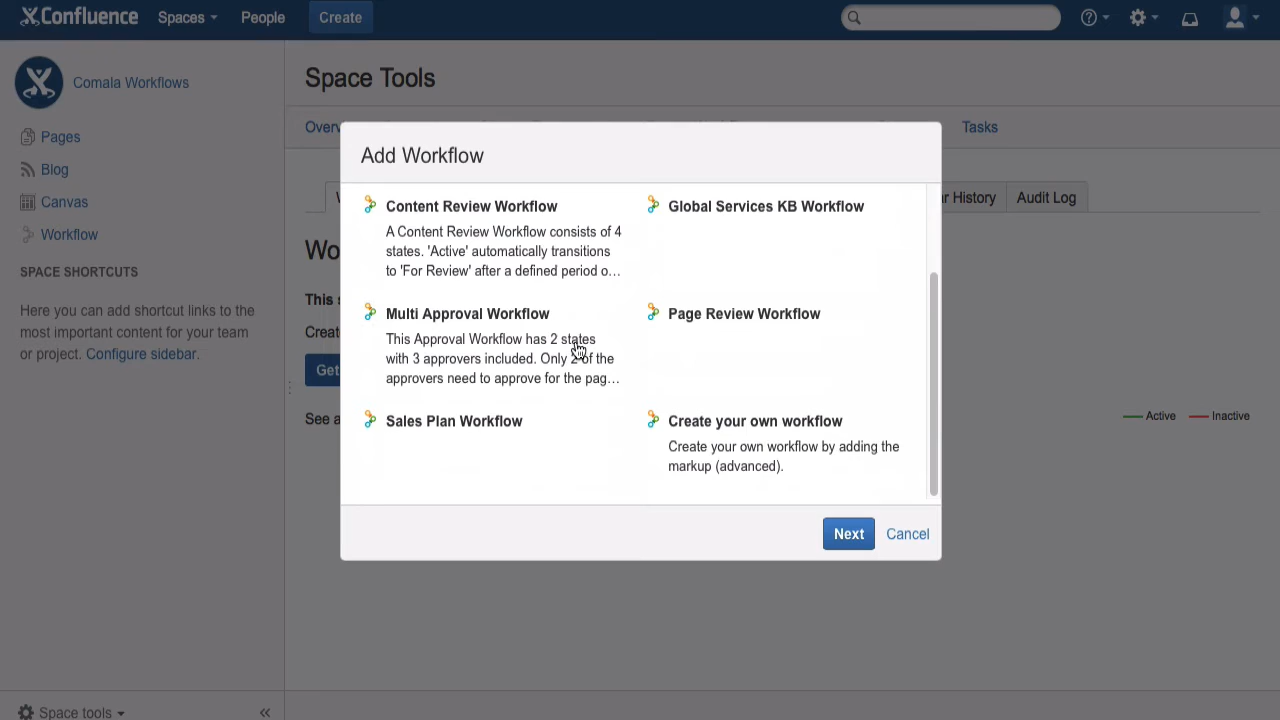 Confluence Spaces People Create
Comala Workflows
Pages
Blog
Canvas
Workflow
SPACE SHORTCUTS
Here you can add shortcut links to the
most important content for your team
or project. Configure sidebar.
Space tools
Space Tools
Tasks
Audit Log
History
This
See a
Add Workflow
Content Review Workflow
A Content Review Workflow consists of 4
states. 'Active' automatically transitions
to 'For Review' after a defined period o...
Global Services KB Workflow
Multi Approval Workflow
This Approval Workflow has 2 states
with 3 approvers included. Only 2 of the
approvers need to approve for the pag...
Page Review Workflow
Sales Plan Workflow
Create your own workflow
Create your own workflow by adding the
markup (advanced).
Next Cancel
Active Inactive